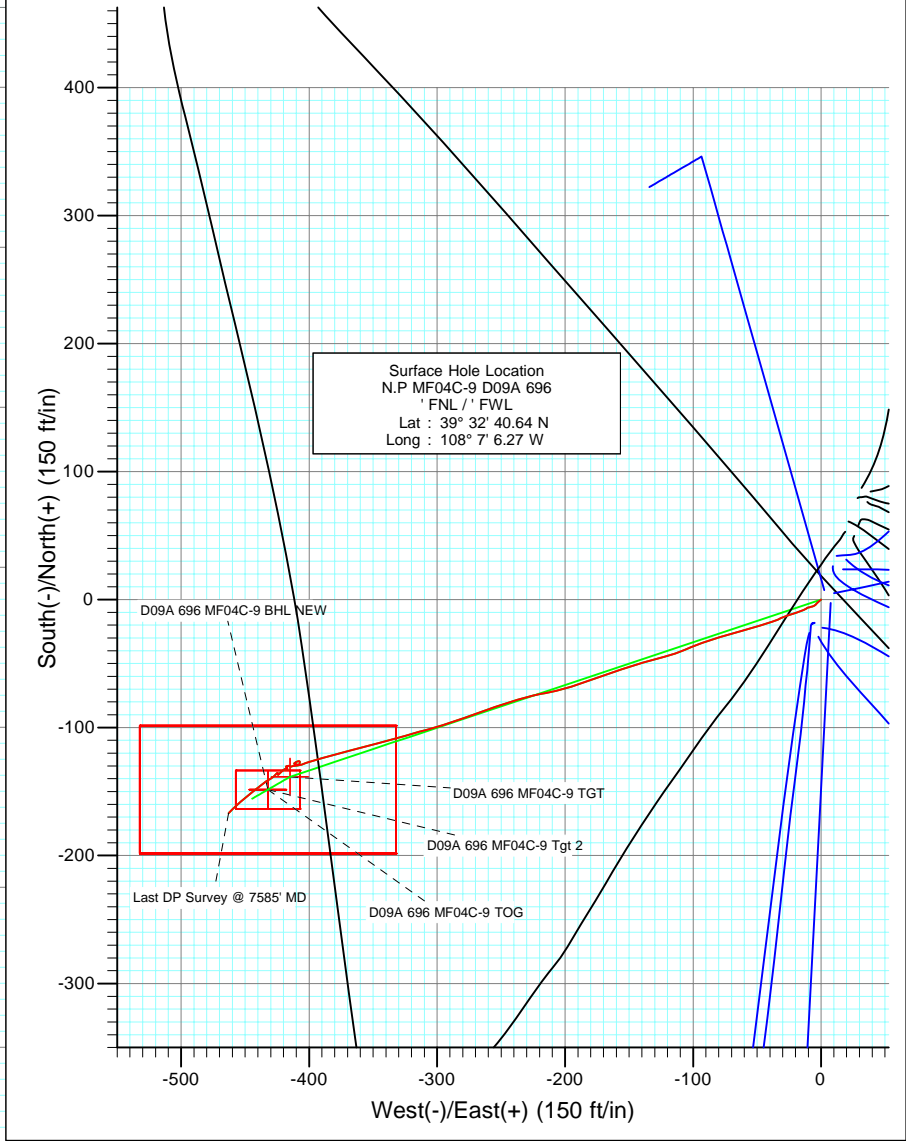 400
300
200
100
0
-100
-200
-300
South(-)/North(+) (150 ft/in)
Surface Hole Location
N.P MF04C-9 D09A 696
' FNL / ' FWL
Lat : 39° 32' 40.64 N
Long : 108° 7' 6.27 W
D09A 696 MF04C-9 BHL NEW
D09A 696 MF04C-9 TGT
D09A 696 MF04C-9 Tgt 2
Last DP Survey @ 7585' MD
D09A 696 MF04C-9 TOG
-500
-400
-300
-200
-100
0
West(-)/East(+) (150 ft/in)